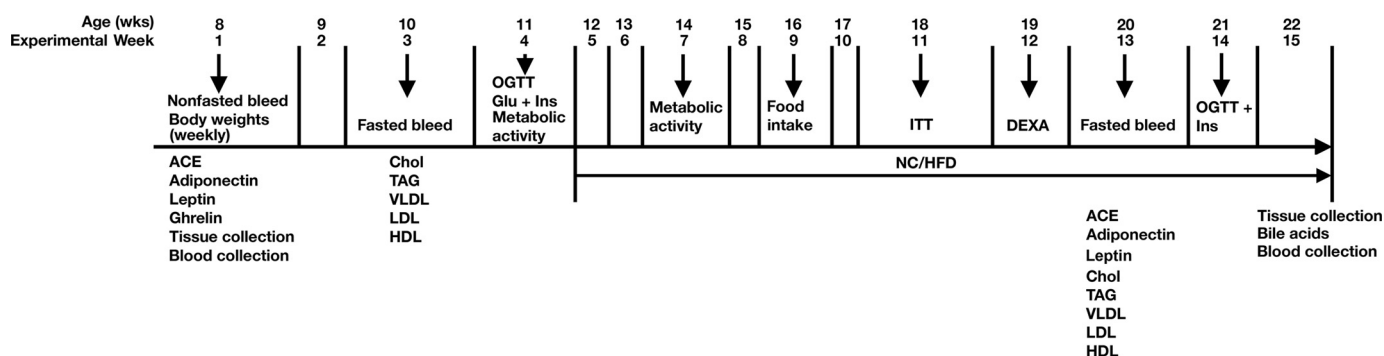 Age (wks) 8 9 10 11 12 13 14 15 16 17 18 19 20 21 22
Experimental Week 1 2 3 4 5 6 7 8 9 10 11 12 13 14 15
Nonfasted bleed
Body weights
(weekly)
Fasted bleed
OGTT
Glu + Ins
Metabolic
activity
Metabolic
activity
Food
intake
ITT
DEXA
Fasted bleed
OGTT +
Ins
NC/HFD
ACE
Adiponectin
Leptin
Ghrelin
Tissue collection
Blood collection
Chol
TAG
VLDL
LDL
HDL
ACE
Adiponectin
Leptin
Chol
TAG
VLDL
LDL
HDL
Tissue collection
Bile acids
Blood collection